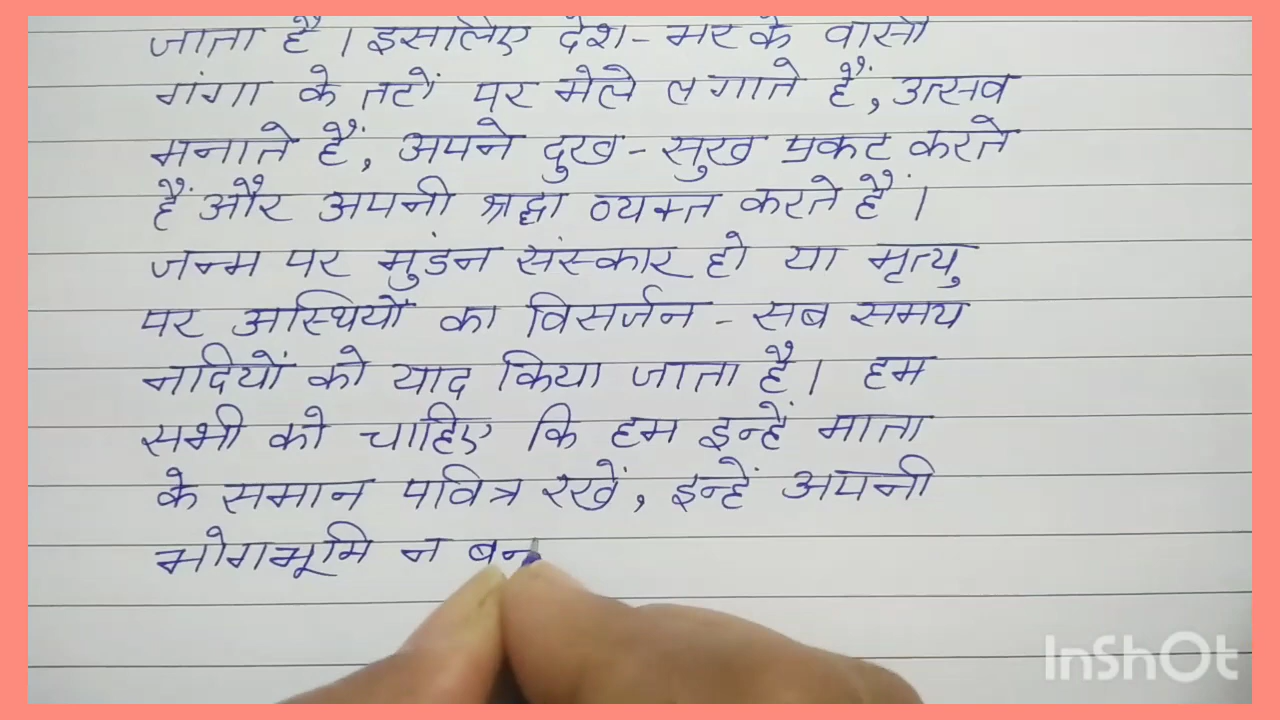 जाता है। इसलिए देश-भर के वासी
गंगा के तटों पर मेले लगाते हैं, उत्सव
मनाते हैं, अपने दुख-सुख प्रकट करते
हैं और अपनी श्रद्धा व्यक्त करते हैं।
जन्म पर मुंडन संस्कार हो या मृत्यु
पर अस्थियों का विसर्जन - सब समय
नदियों को याद किया जाता है। हम
सभी को चाहिए कि हम इन्हें माता
के समान पवित्र रखें, इन्हें अपनी
भोगभूमि न बन
InShOt